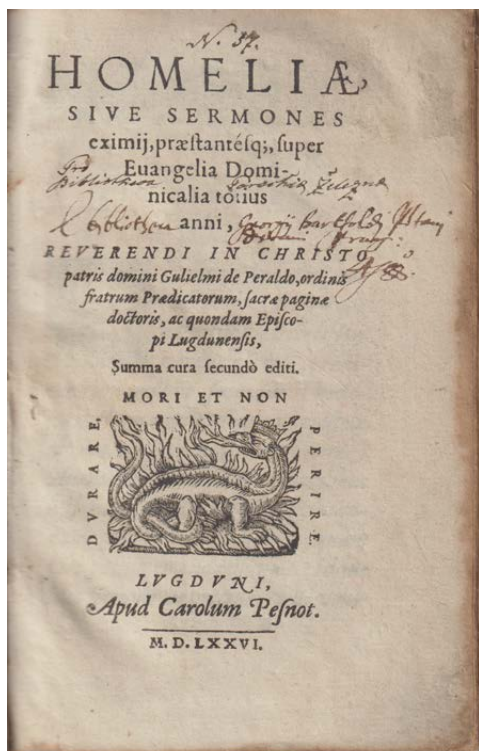 N. 37.
HOMELIÆ,
SIVE SERMONES
eximij, præstantésq;, super
Euangelia Domi-
nicalia totius
anni,
REVERENDI IN CHRISTO
patris domini Gulielmi de Peraldo, ordinis
fratrum Prædicatorum, sacræ paginæ
doctoris, ac quondam Episco-
pi Lugdunensis,
Summa cura secundò editi.
MORI ET NON
DVRARE,
PERIRE.
LVGDVNI,
Apud Carolum Pesnot.
M. D. LXXVI.